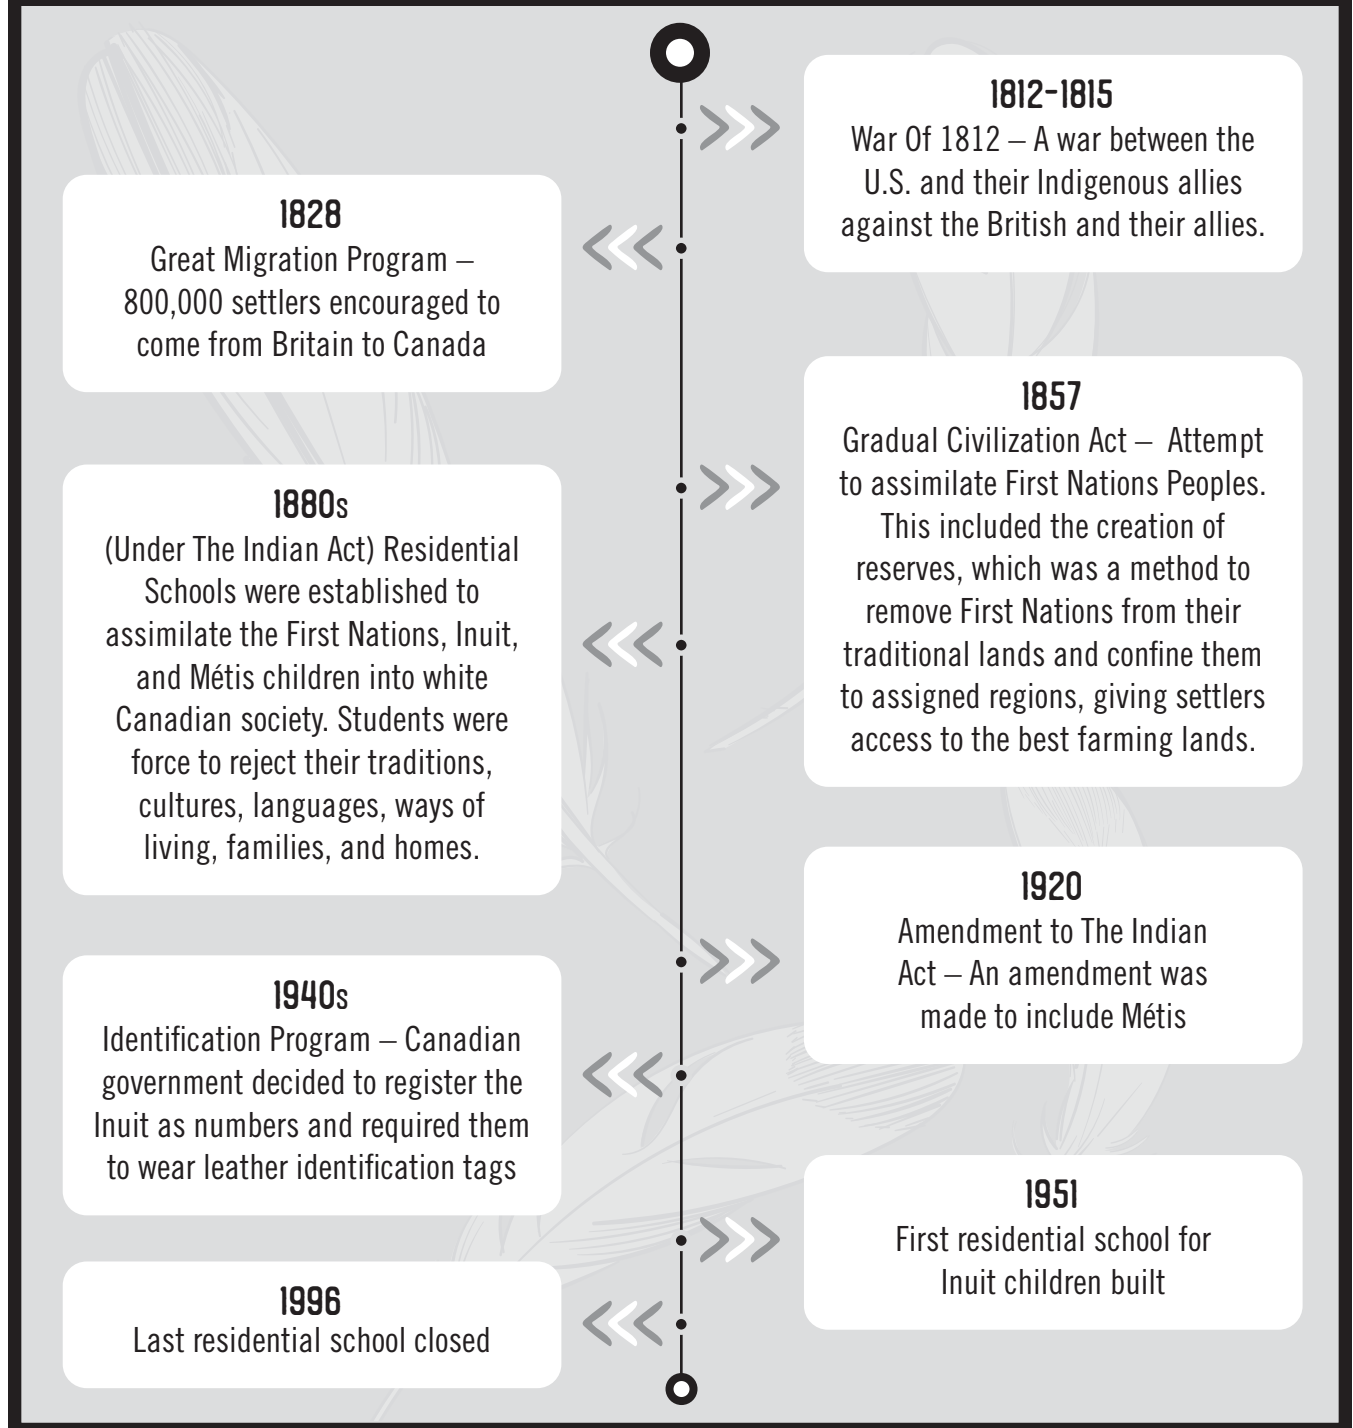 1812-1815
War Of 1812 – A war between the
U.S. and their Indigenous allies
against the British and their allies.
1828
Great Migration Program –
800,000 settlers encouraged to
come from Britain to Canada
1857
Gradual Civilization Act –  Attempt
to assimilate First Nations Peoples.
This included the creation of
reserves, which was a method to
remove First Nations from their
traditional lands and confine them
to assigned regions, giving settlers
access to the best farming lands.
1880s
(Under The Indian Act) Residential
Schools were established to
assimilate the First Nations, Inuit,
and Métis children into white
Canadian society. Students were
force to reject their traditions,
cultures, languages, ways of
living, families, and homes.
1920
Amendment to The Indian
Act – An amendment was
made to include Métis
1940s
Identification Program – Canadian
government decided to register the
Inuit as numbers and required them
to wear leather identification tags
1951
First residential school for
Inuit children built
1996
Last residential school closed